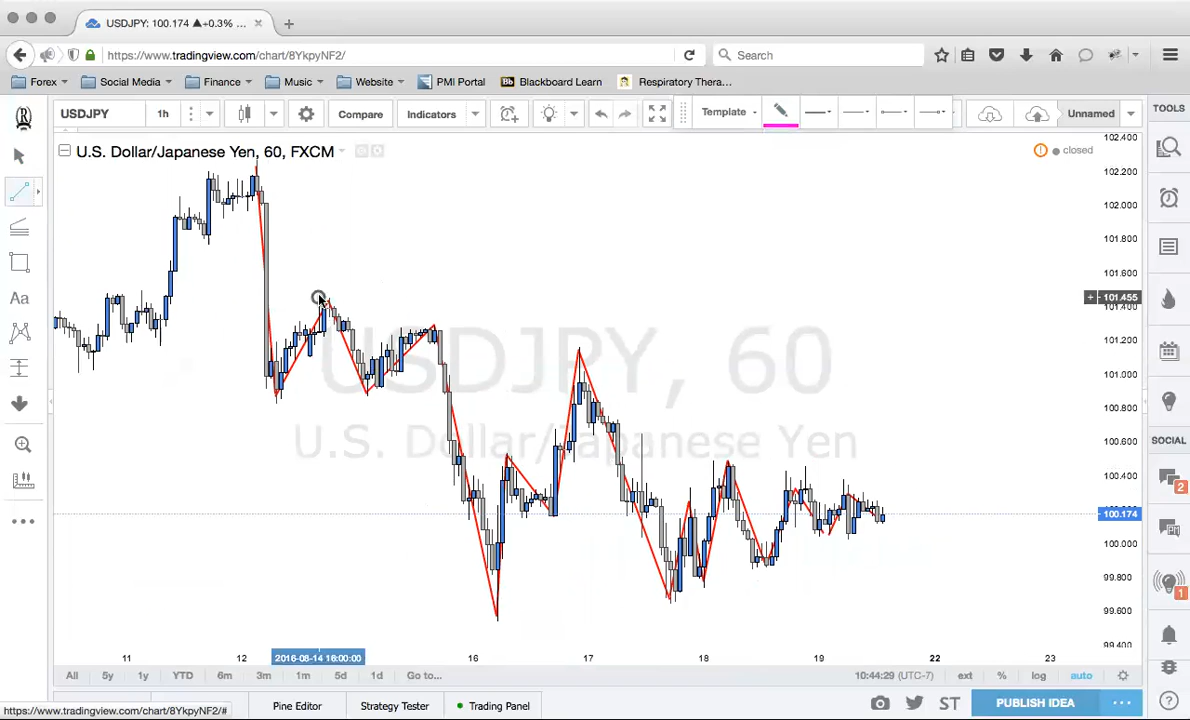 USDJPY: 100.174 ▲+0.3% ...
https://www.tradingview.com/chart/8YkpyNF2/
Search
Forex
Social Media
Finance
Music
Website
PMI Portal
Bb
Blackboard Learn
Respiratory Thera...
USDJPY
1h
Compare
Indicators
Template
Unnamed
TOOLS
U.S. Dollar/Japanese Yen, 60, FXCM
closed
102.400
102.200
102.000
101.800
101.600
101.455
101.200
101.000
100.800
100.600
100.400
100.174
100.000
99.800
99.600
99.400
USDJPY, 60
U.S. Dollar/Japanese Yen
Aa
SOCIAL
2
1
11
12
2016-08-14 16:00:00
16
17
18
19
22
23
All
5y
1y
YTD
6m
3m
1m
5d
1d
Go to...
10:44:29 (UTC-7)
ext
%
log
auto
https://www.tradingview.com/chart/8YkpyNF2/#
Pine Editor
Strategy Tester
Trading Panel
ST
PUBLISH IDEA